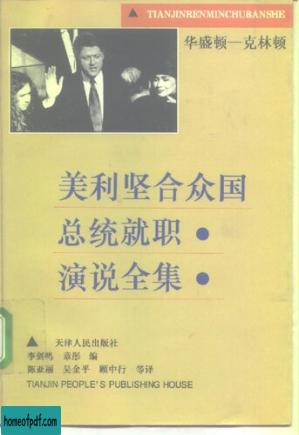 ▲ TIANJINRENMINCHUBANSHE
华盛顿—克林顿
美利坚合众国
总统就职●
演说全集●
▲ 天津人民出版社
李剑鸣 章彤 编
陈亚丽 吴金平 顾中行 等译
TIANJIN PEOPLE'S PUBLISHING HOUSE
homeofpdf.com